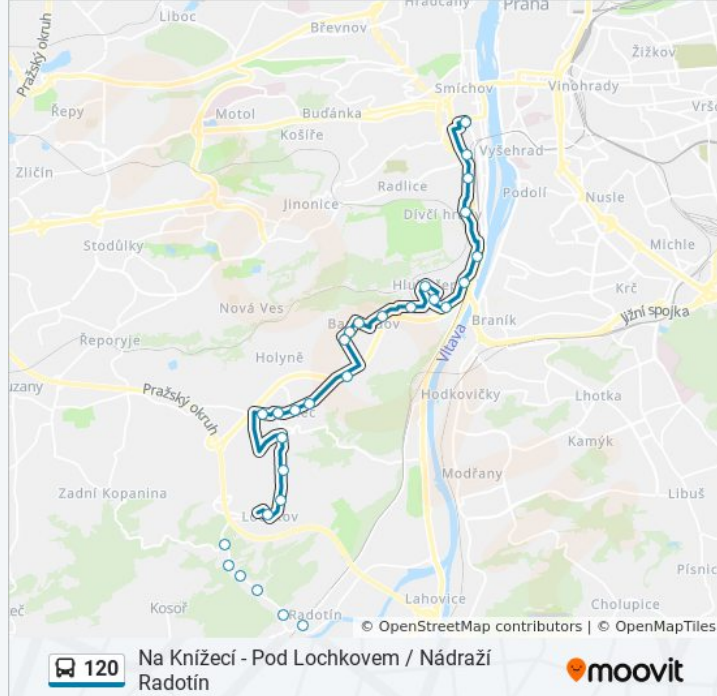 Liboc
Hradčany
Praha
Břevnov
Pražský okruh
Žižkov
Smíchov
Řepy
Motol
Buďánka
Vinohrady
Košíře
Vyšehrad
Zličín
Radlice
Podolí
Nusle
Jinonice
Dívčí hr
Stodůlky
Michle
Krč
Nová Ves
Braník
Jižní spojka
Řeporyje
Vltava
Holyně
Hodkovičky
Lhotka
Pražský okruh
Kamýk
Modřany
Zadní Kopanina
Libuš
Písnic
Kosoř
Radotín
Lahovice
Cholupice
© OpenStreetMap contributors | © OpenMapTiles
120
Na Knížecí - Pod Lochkovem / Nádraží
Radotín
moovit